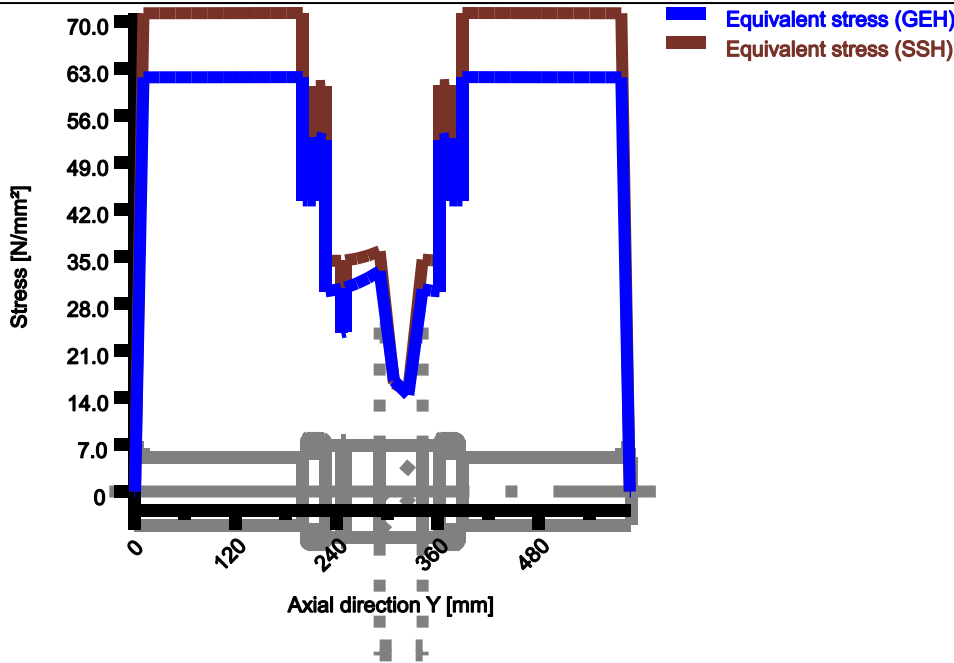 Equivalent stress (GEH)
Equivalent stress (SSH)
Stress [N/mm²]
70.0
63.0
56.0
49.0
42.0
35.0
28.0
21.0
14.0
7.0
0
0 120 240 360 480
Axial direction Y [mm]